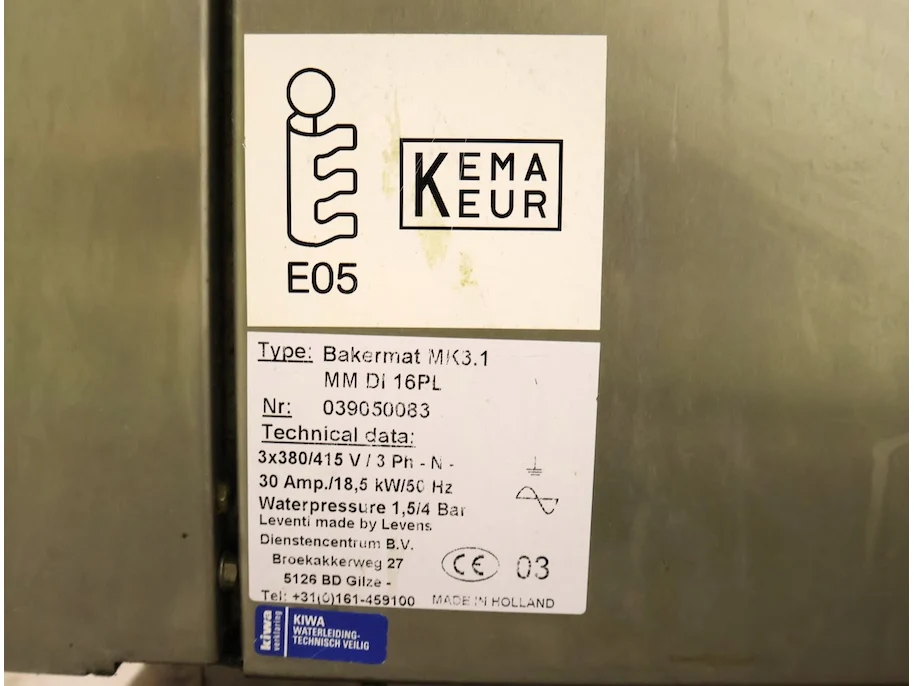 E05
KEMA
KEUR
Type: Bakermat MK3.1
MM DI 16PL
Nr: 039050083
Technical data:
3x380/415 V / 3 Ph - N -
30 Amp./18,5 kW/50 Hz
Waterpressure 1,5/4 Bar
Leventi made by Levens
Dienstencentrum B.V.
Broekakkerweg 27
5126 BD Gilze -
Tel: +31(0)161-459100
CE 03
MADE IN HOLLAND
kiwa
verklaring
KIWA
WATERLEIDING-
TECHNISCH VEILIG